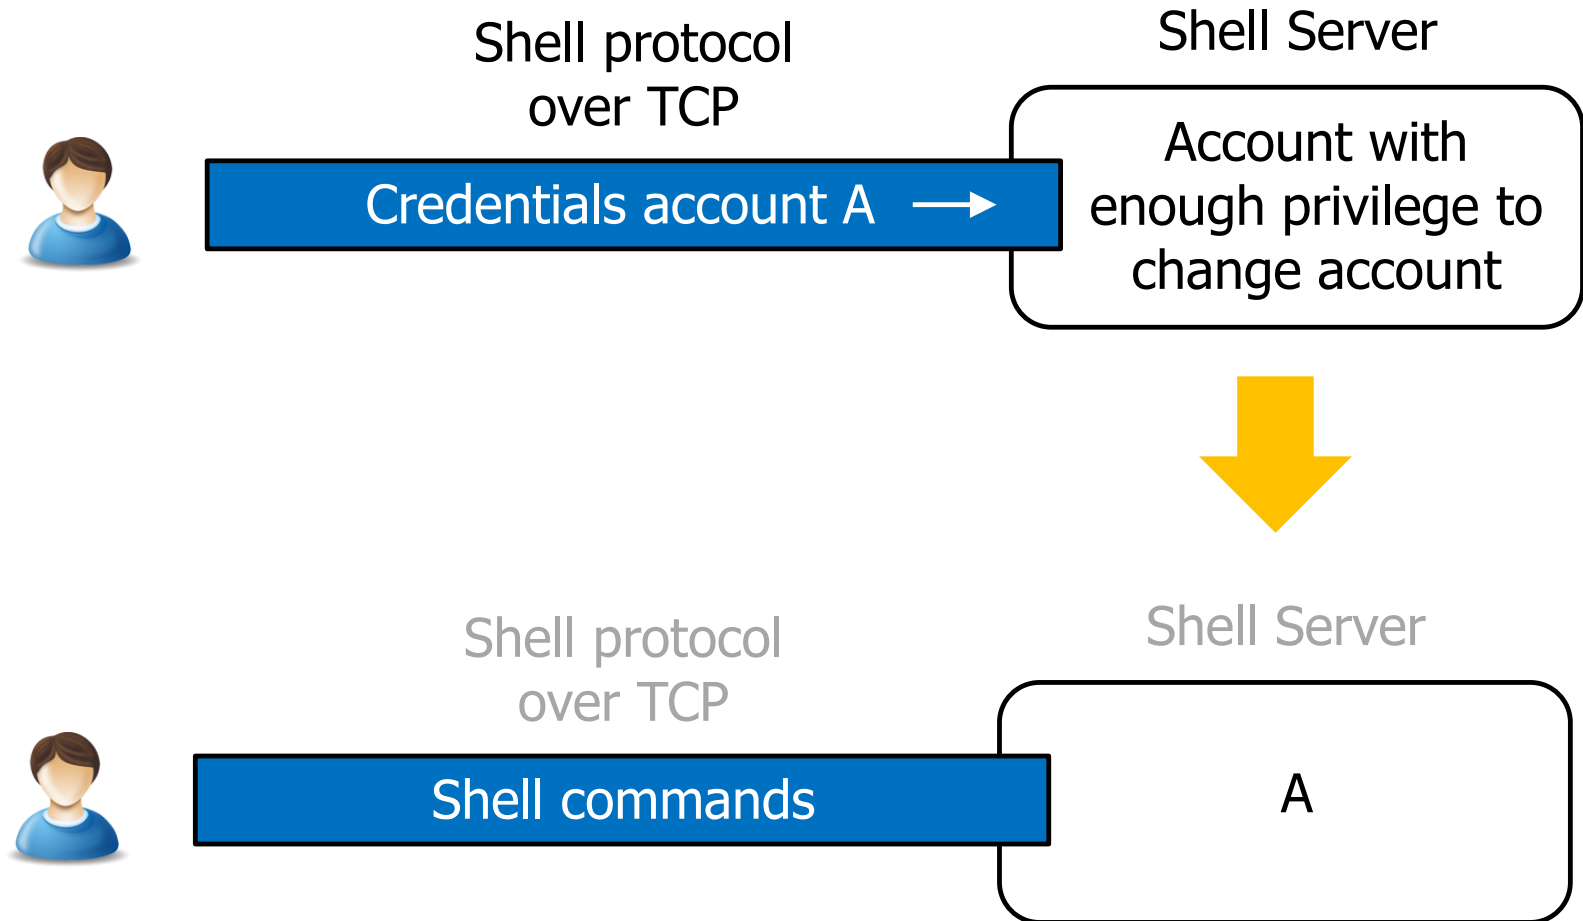 Shell protocol
over TCP
Shell Server
Credentials account A
Account with
enough privilege to
change account
Shell protocol
over TCP
Shell Server
Shell commands
A